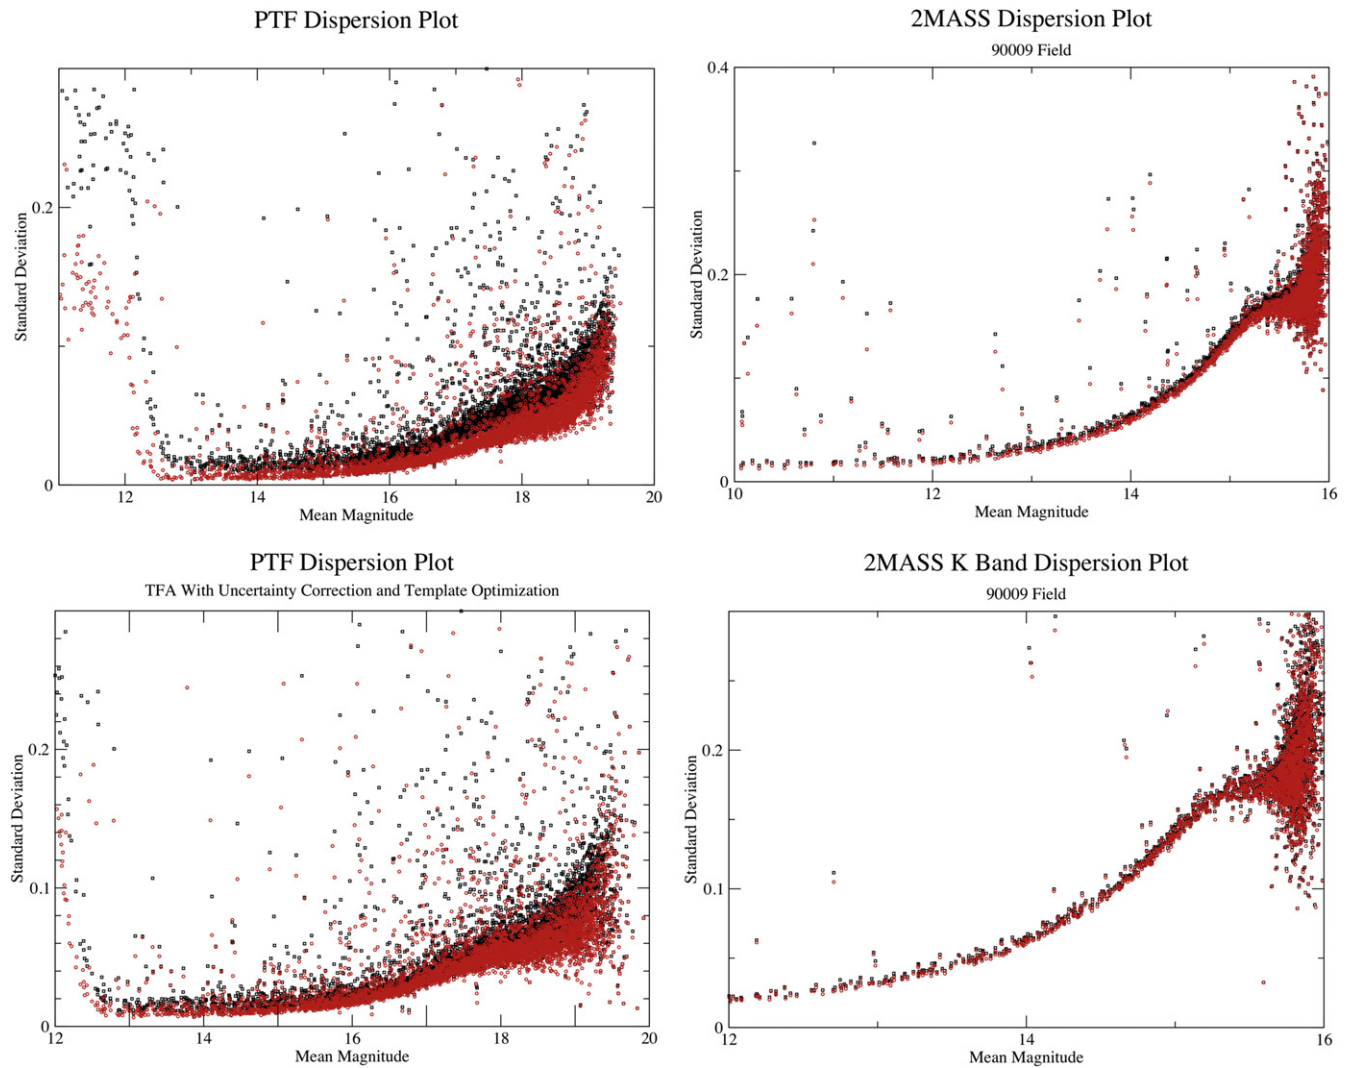 PTF Dispersion Plot
0.2
0
12
14
16
18
20
Standard Deviation
Mean Magnitude
2MASS Dispersion Plot
90009 Field
0.4
0.2
0
10
12
14
16
Standard Deviation
Mean Magnitude
PTF Dispersion Plot
TFA With Uncertainty Correction and Template Optimization
0.2
0.1
0
12
14
16
18
20
Standard Deviation
Mean Magnitude
2MASS K Band Dispersion Plot
90009 Field
0.2
0.1
0
12
14
16
Standard Deviation
Mean Magnitude